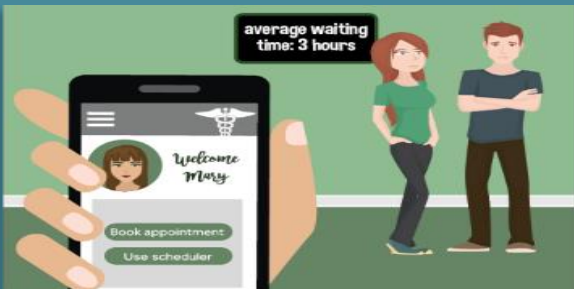 average waiting
time: 3 hours
Welcome
Mary
Book appointment
Use scheduler